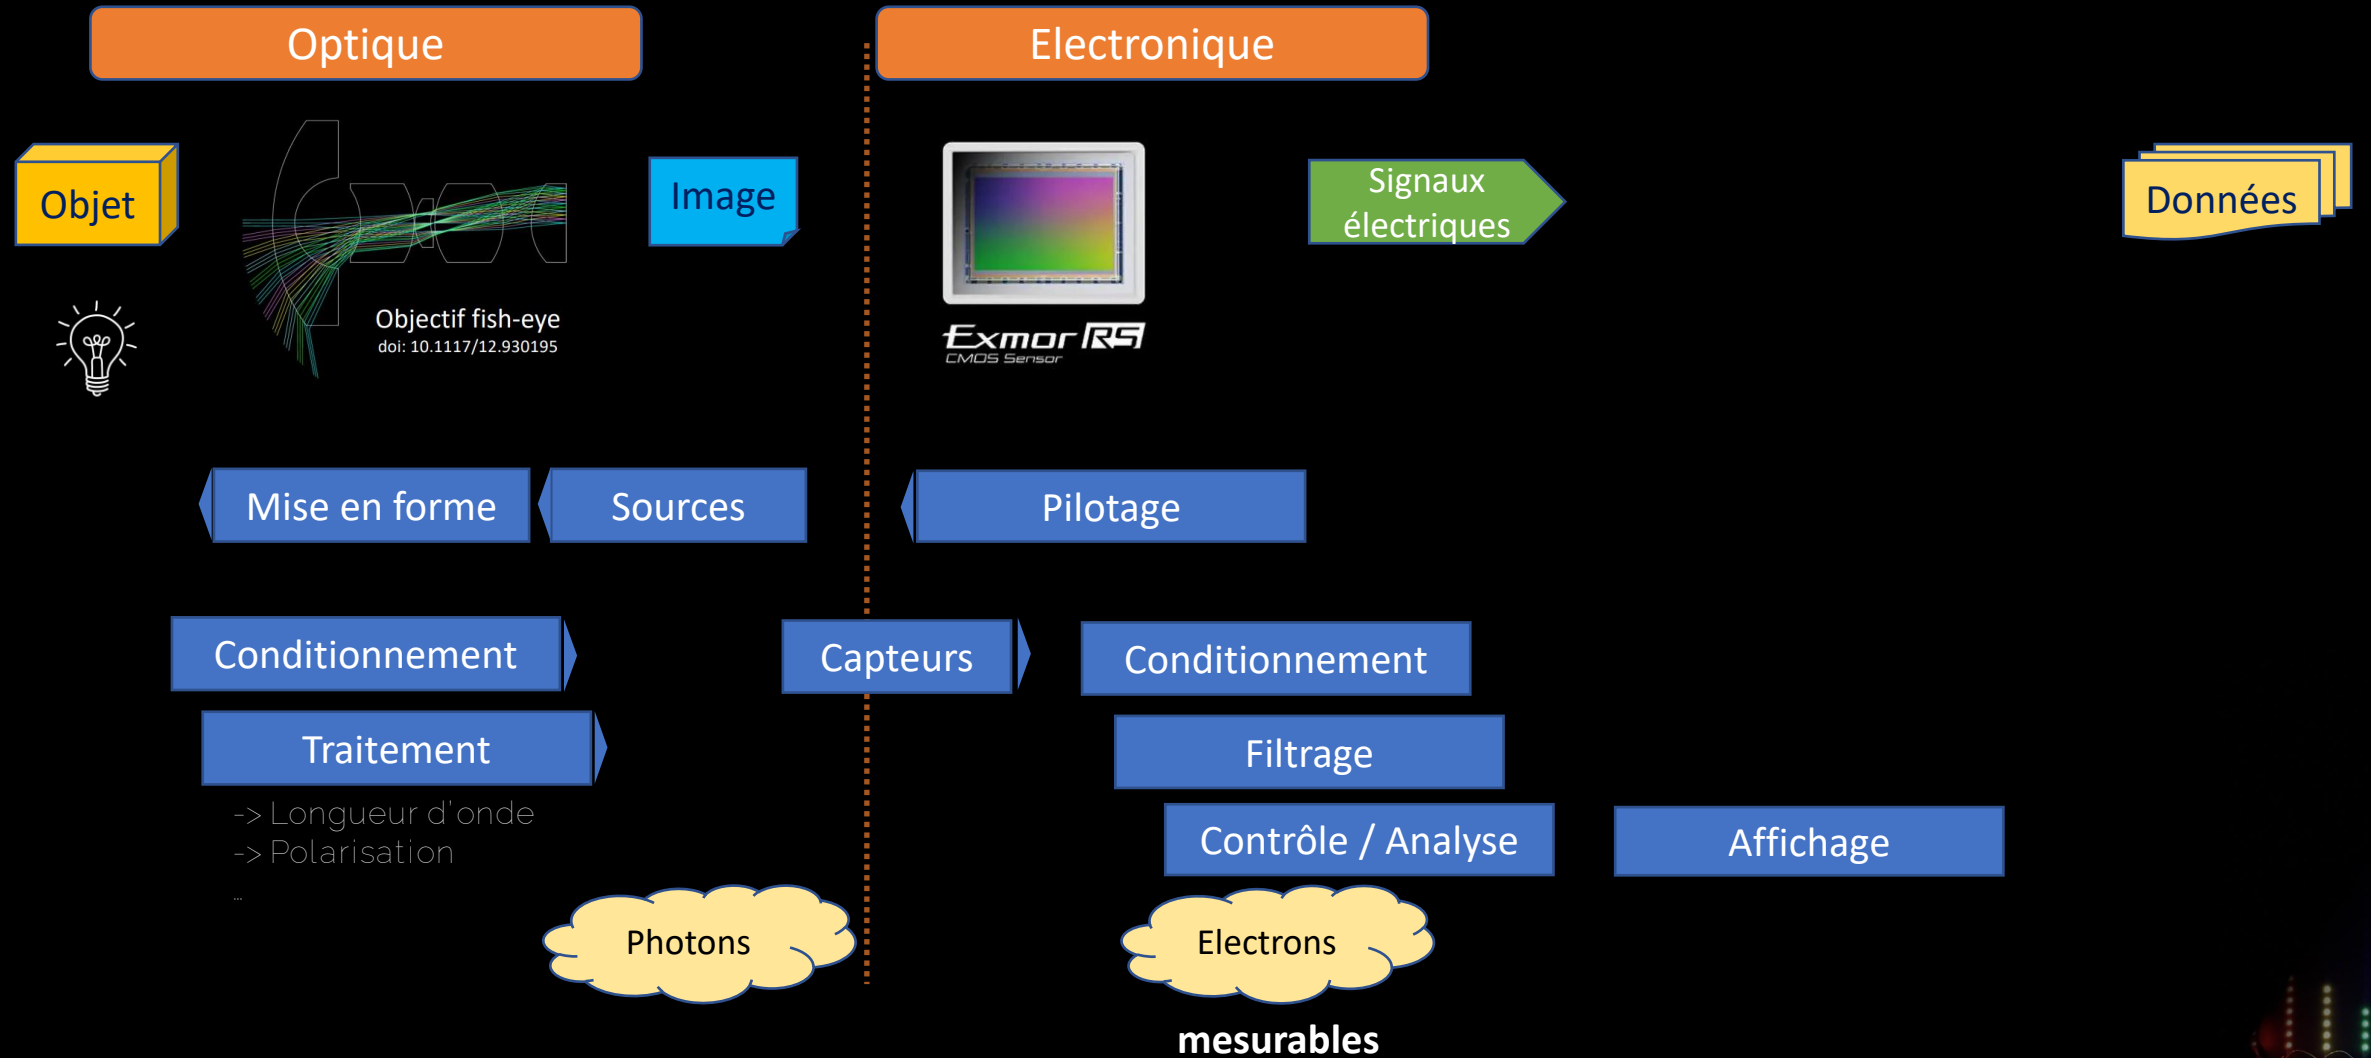 Optique
Electronique
Objet
Image
Signaux
électriques
Données
Objectif fish-eye
doi: 10.1117/12.930195
Exmor RS
CMOS Sensor
Mise en forme
Sources
Pilotage
Conditionnement
Capteurs
Conditionnement
Traitement
Filtrage
-> Longueur d'onde
-> Polarisation
...
Contrôle / Analyse
Affichage
Photons
Electrons
mesurables